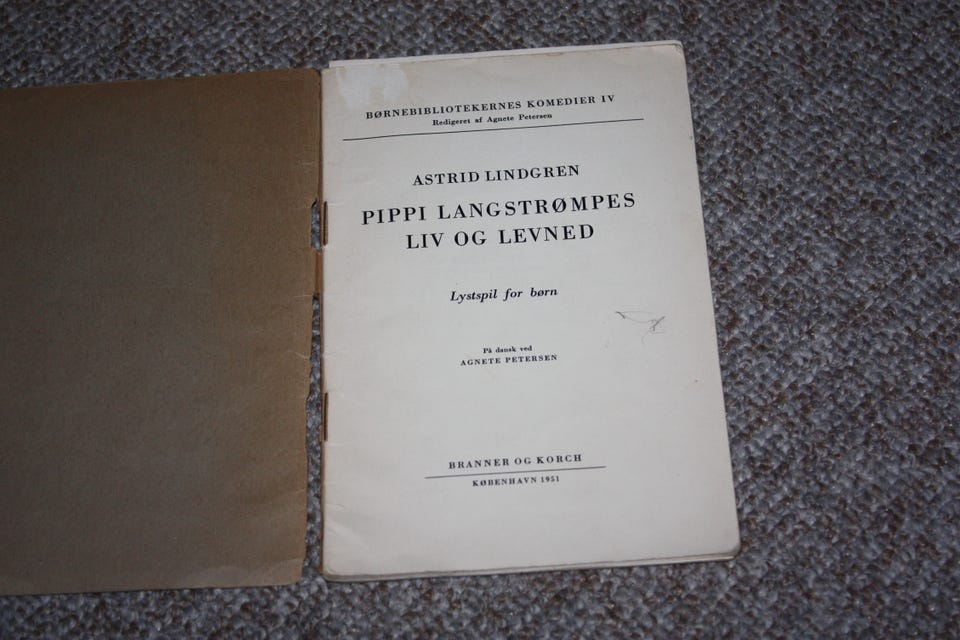 BØRNEBIBLIOTEKERNES KOMEDIER IV
Redigeret af Agnete Petersen
ASTRID LINDGREN
PIPPI LANGSTRØMPES
LIV OG LEVNED
Lystspil for børn
På dansk ved
AGNETE PETERSEN
BRANNER OG KORCH
KØBENHAVN 1951